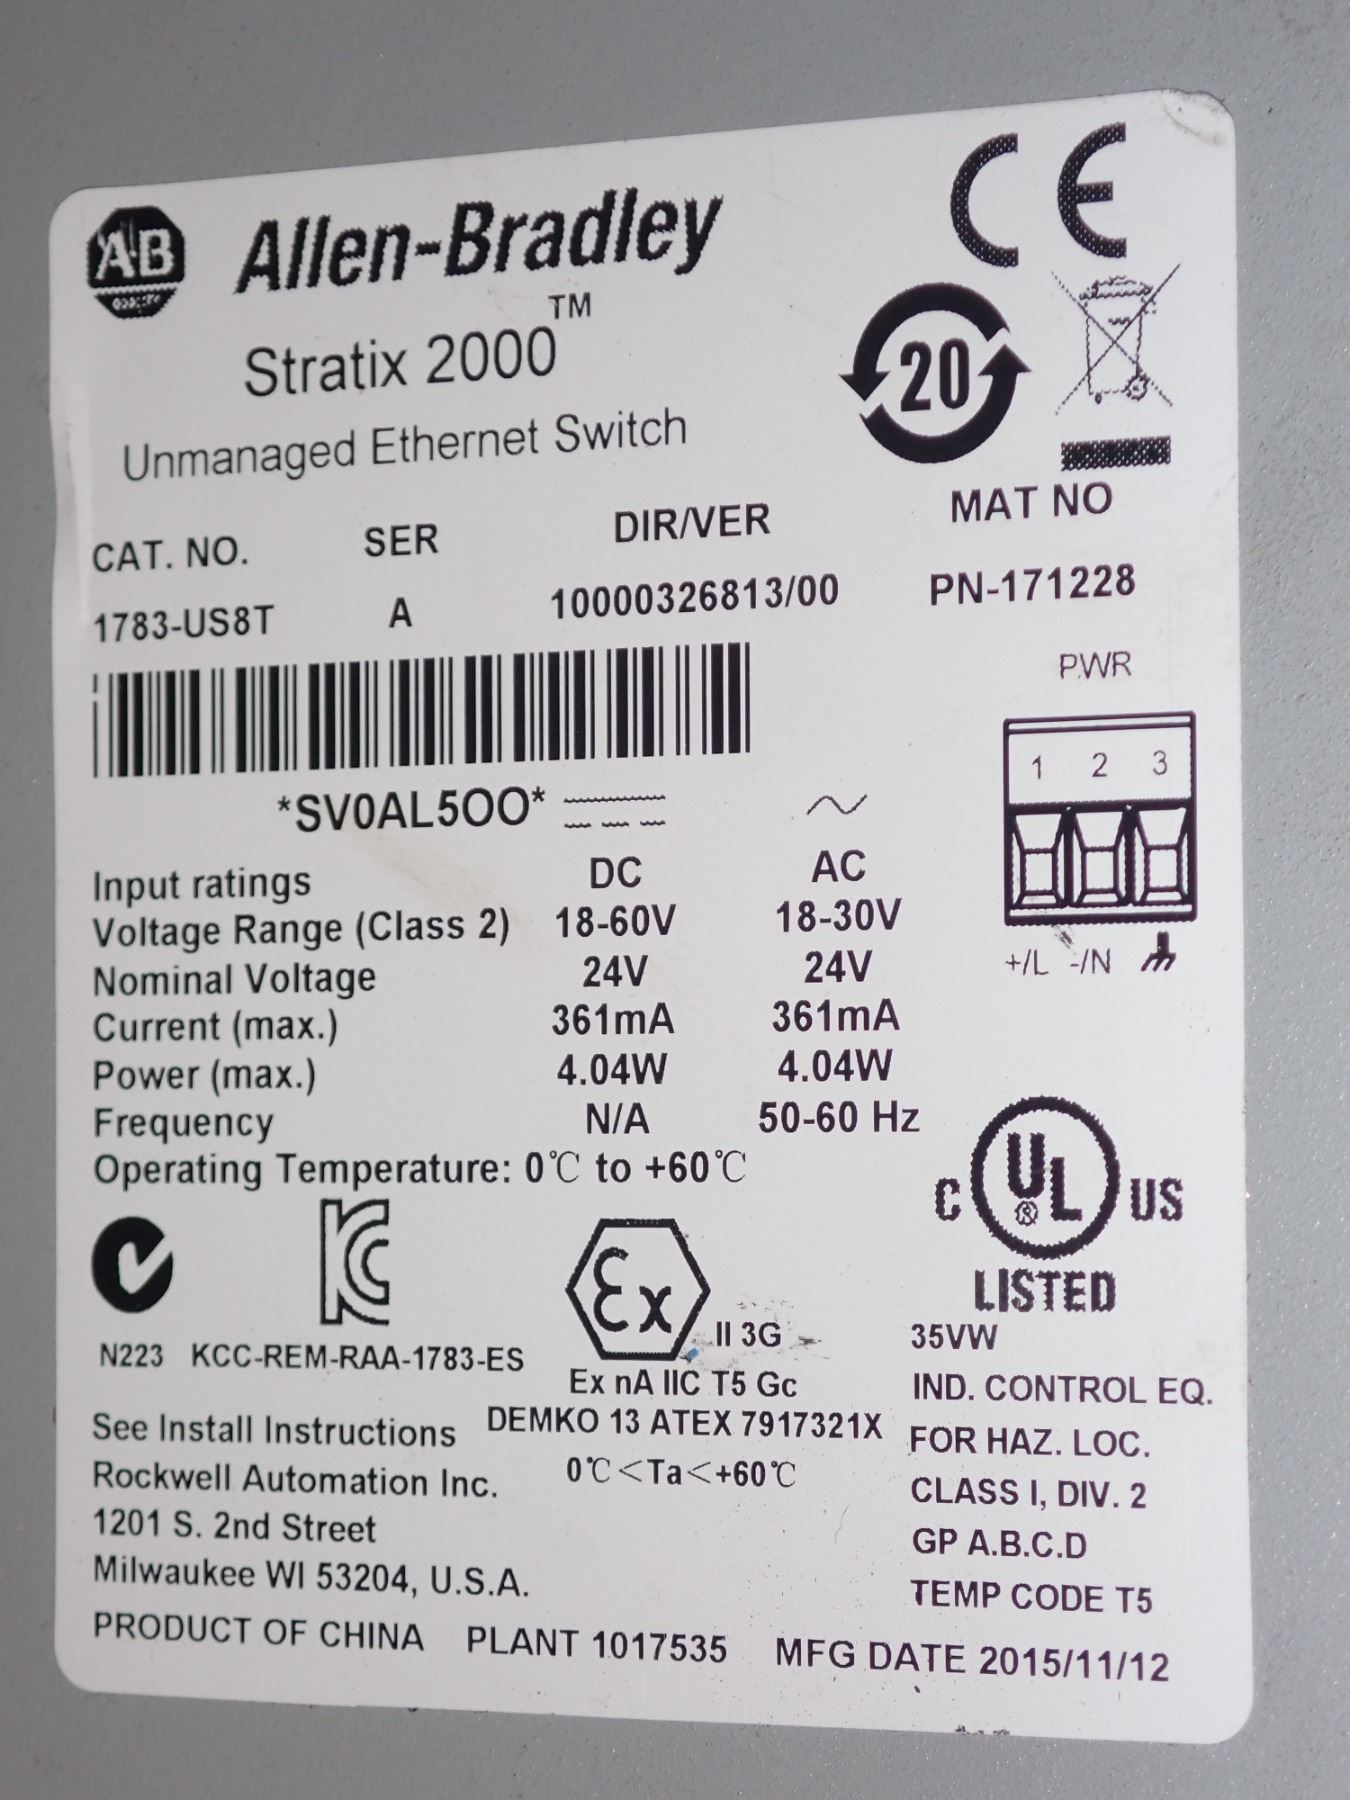 A-B
Allen-Bradley
Stratix 2000™
Unmanaged Ethernet Switch
CE
20
CAT. NO. SER DIR/VER MAT NO
1783-US8T A 10000326813/00 PN-171228
PWR
1 2 3
+/L -/N
*SV0AL5OO*
Input ratings DC AC
Voltage Range (Class 2) 18-60V 18-30V
Nominal Voltage 24V 24V
Current (max.) 361mA 361mA
Power (max.) 4.04W 4.04W
Frequency N/A 50-60 Hz
Operating Temperature: 0℃ to +60℃
C UL ® US
LISTED
35VW
IND. CONTROL EQ.
FOR HAZ. LOC.
CLASS I, DIV. 2
GP A.B.C.D
TEMP CODE T5
N223 KCC-REM-RAA-1783-ES
Ex II 3G
Ex nA IIC T5 Gc
DEMKO 13 ATEX 7917321X
0℃<Ta<+60℃
See Install Instructions
Rockwell Automation Inc.
1201 S. 2nd Street
Milwaukee WI 53204, U.S.A.
PRODUCT OF CHINA PLANT 1017535 MFG DATE 2015/11/12